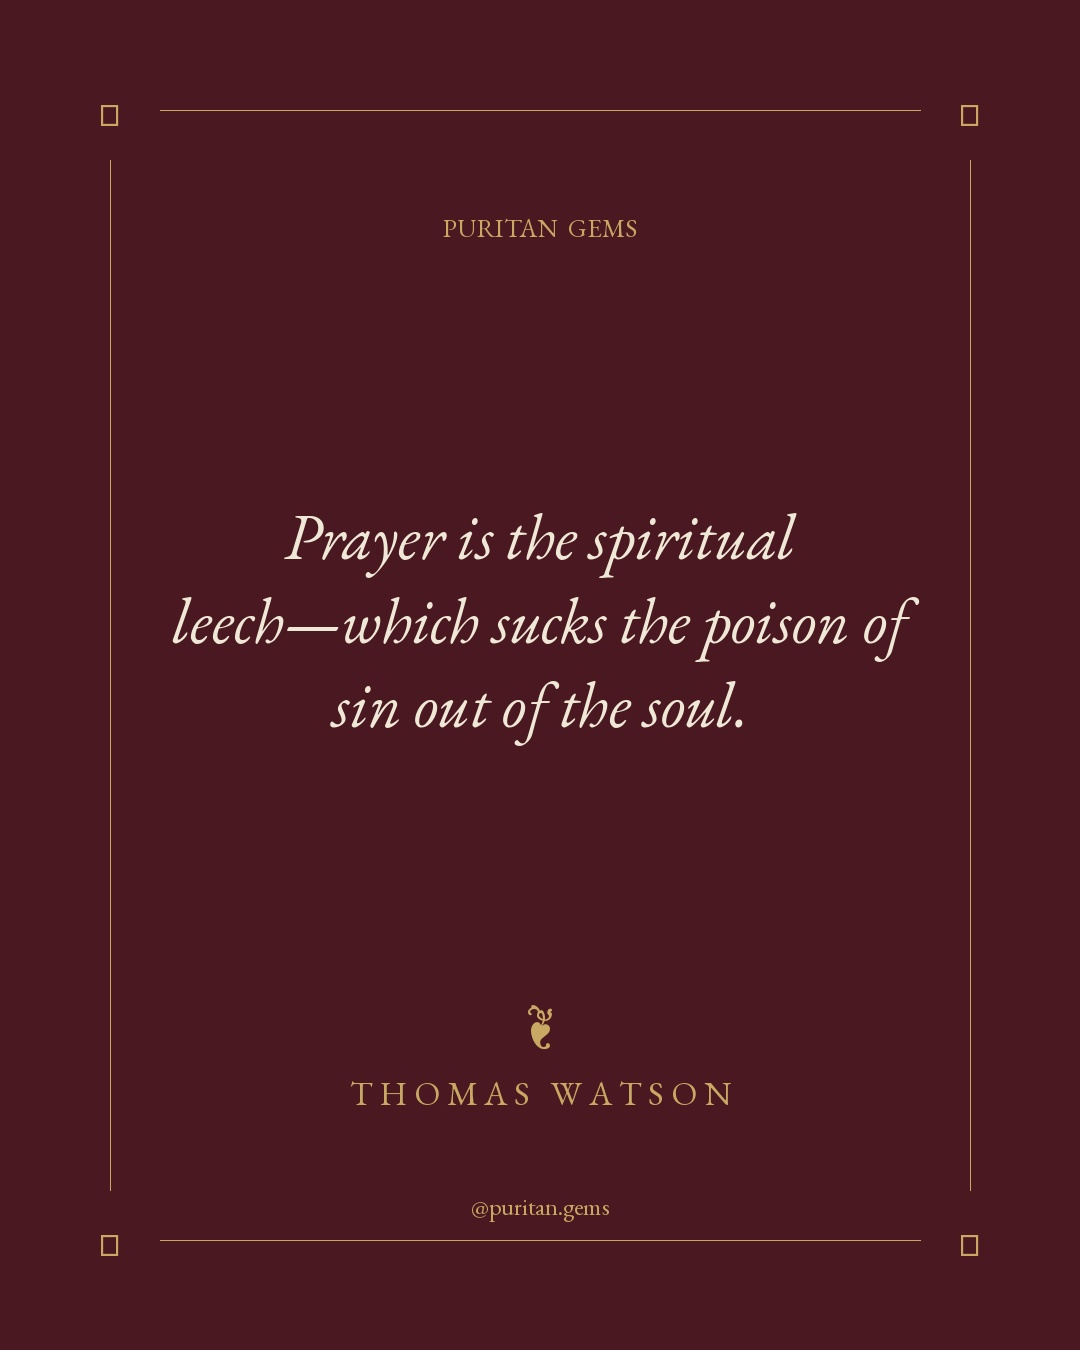 PURITAN GEMS
Prayer is the spiritual
leech—which sucks the poison of
sin out of the soul.
THOMAS WATSON
@puritan.gems